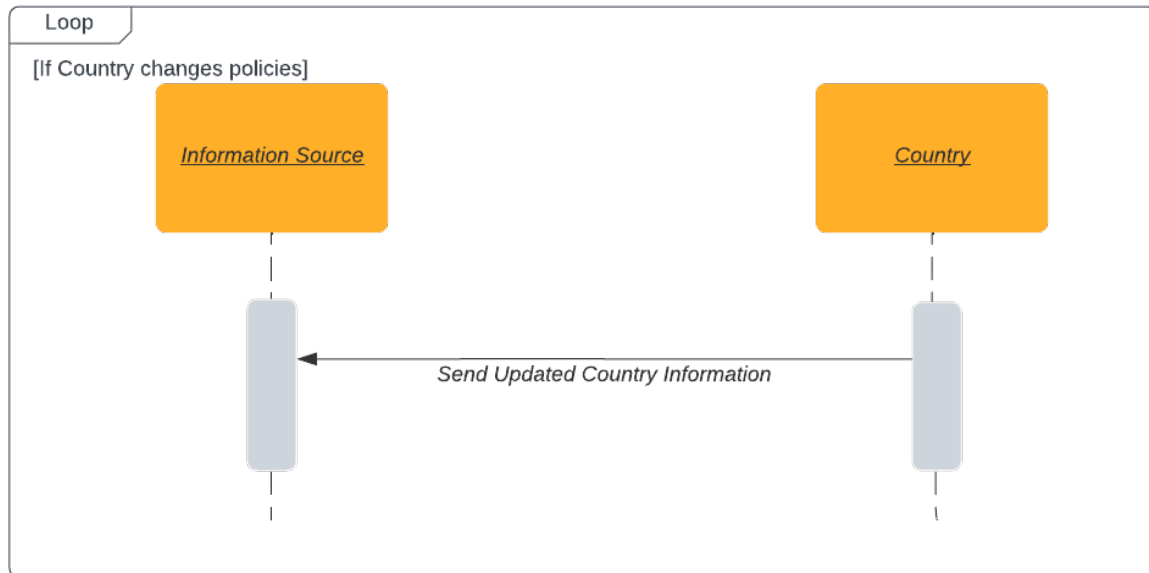 Loop
[If Country changes policies]
Information Source
Country
Send Updated Country Information